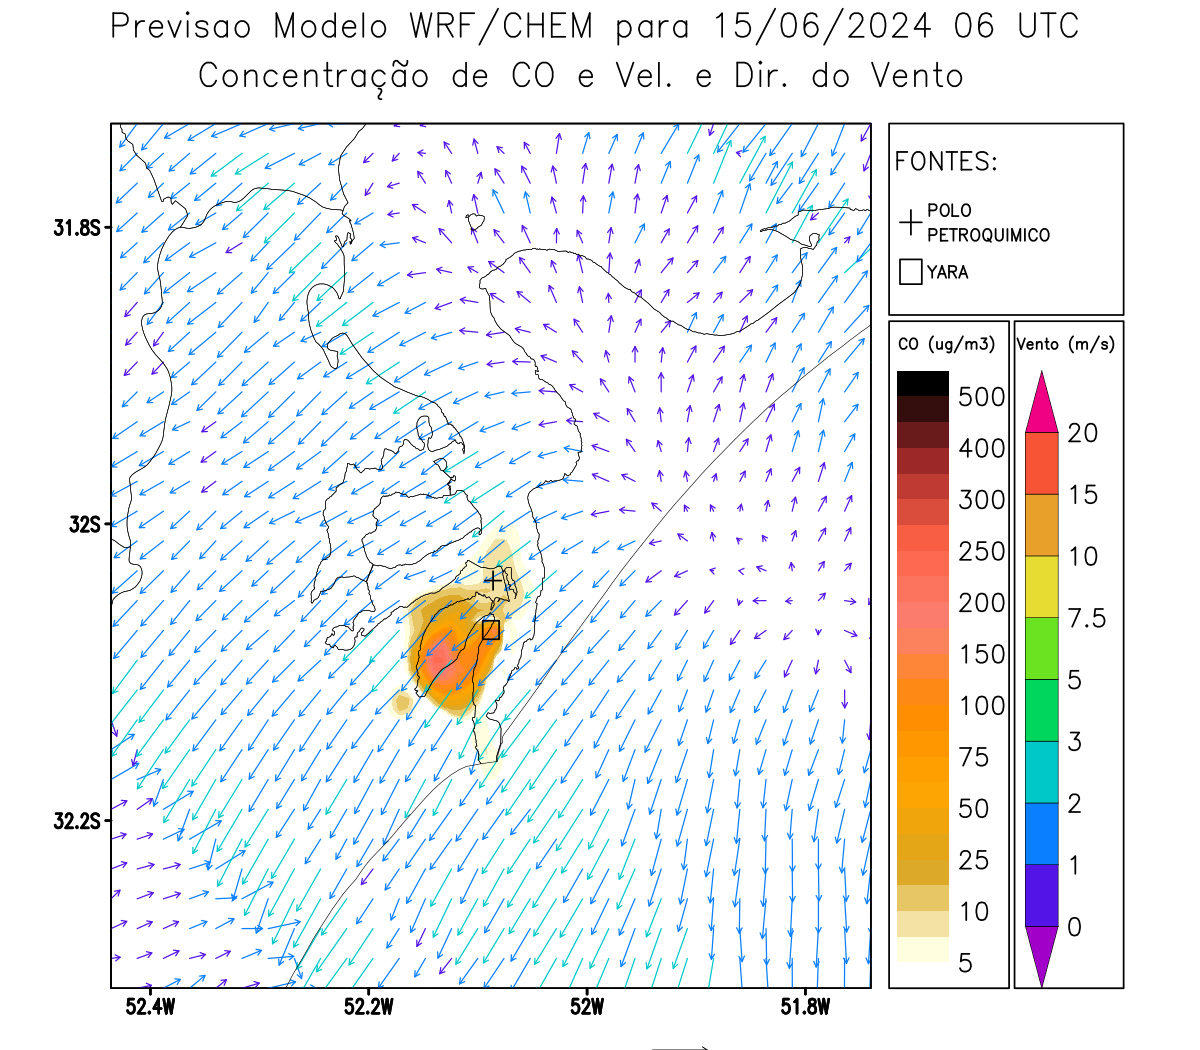 Previsao Modelo WRF/CHEM para 15/06/2024 06 UTC
Concentração de CO e Vel. e Dir. do Vento
FONTES:
POLO
PETROQUIMICO
YARA
CO (ug/m3)
500
400
300
250
200
150
100
75
50
25
10
5
Vento (m/s)
20
15
10
7.5
5
3
2
1
0
31.8S
32S
32.2S
52.4W
52.2W
52W
51.8W